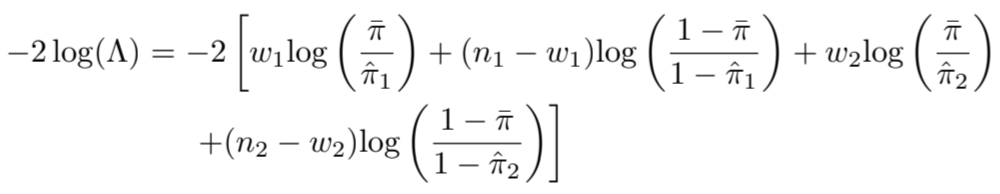 −2 log(Λ) = −2 [ w₁log ( π̄ / π̂₁ ) + (n₁ − w₁)log ( (1 − π̄) / (1 − π̂₁) ) + w₂log ( π̄ / π̂₂ )
+(n₂ − w₂)log ( (1 − π̄) / (1 − π̂₂) ) ]